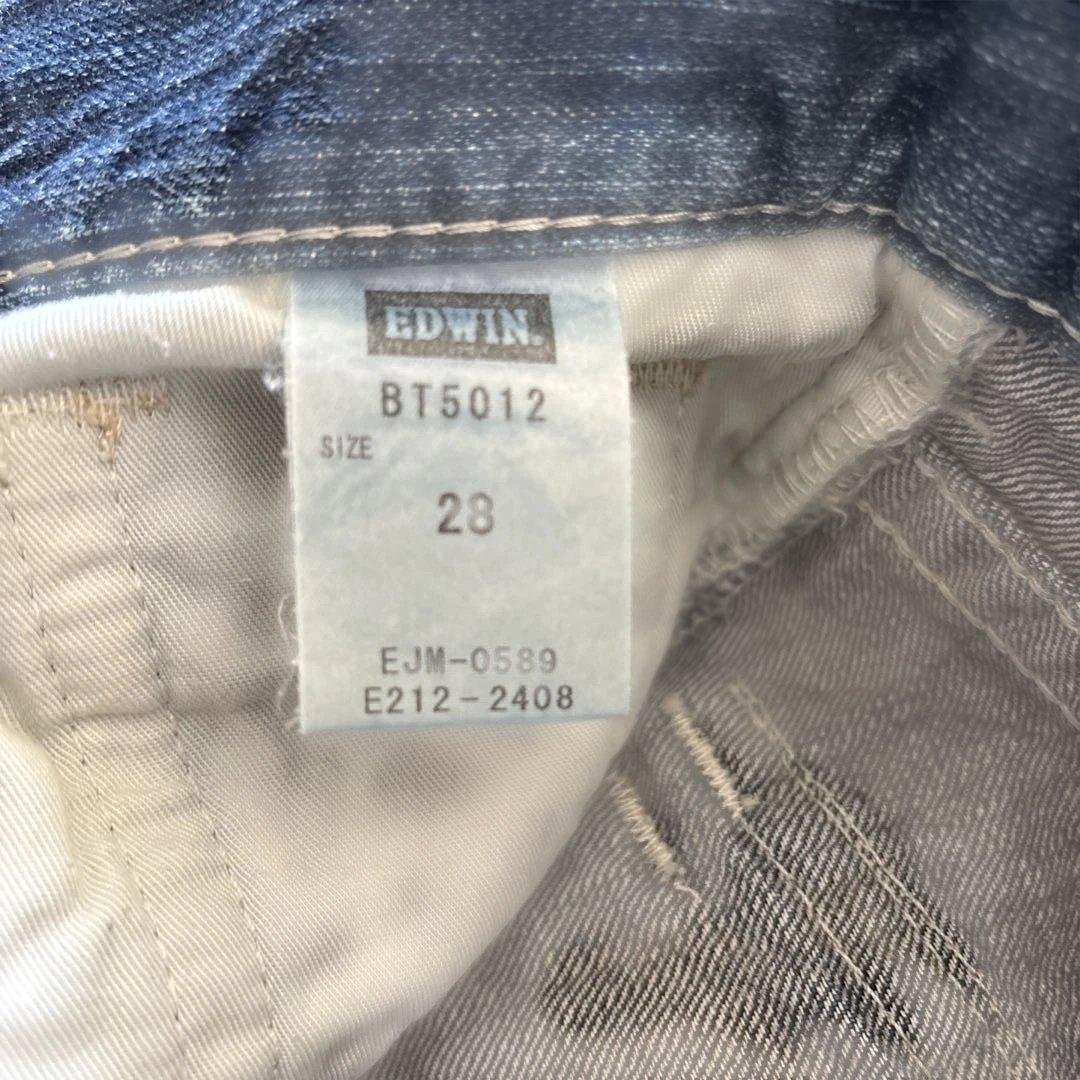 EDWIN.
BT5012
SIZE
28
EJM-0589
E212-2408